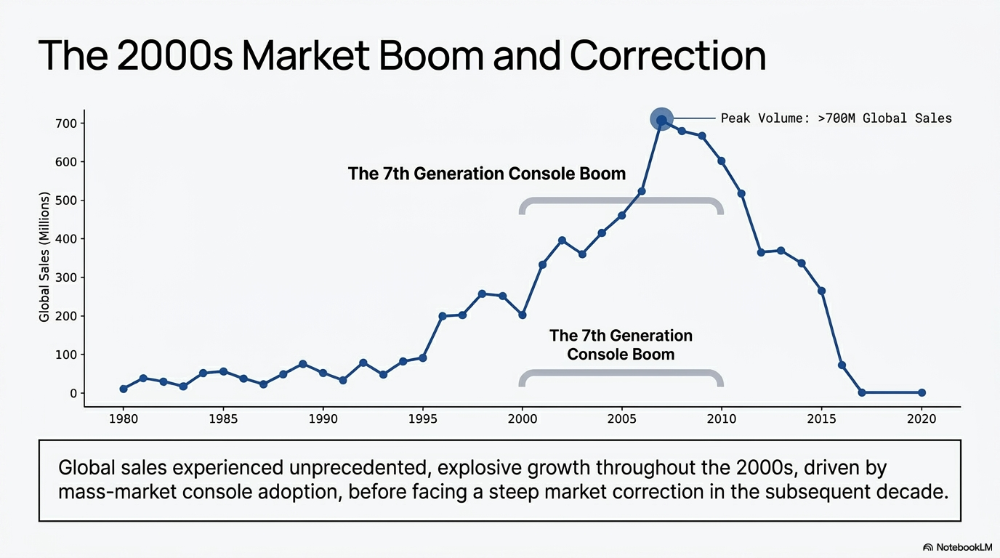 The 2000s Market Boom and Correction
Global Sales (Millions)
700
600
500
400
300
200
100
0
Peak Volume: >700M Global Sales
The 7th Generation Console Boom
The 7th Generation
Console Boom
1980
1985
1990
1995
2000
2005
2010
2015
2020
Global sales experienced unprecedented, explosive growth throughout the 2000s, driven by
mass-market console adoption, before facing a steep market correction in the subsequent decade.
NotebookLM